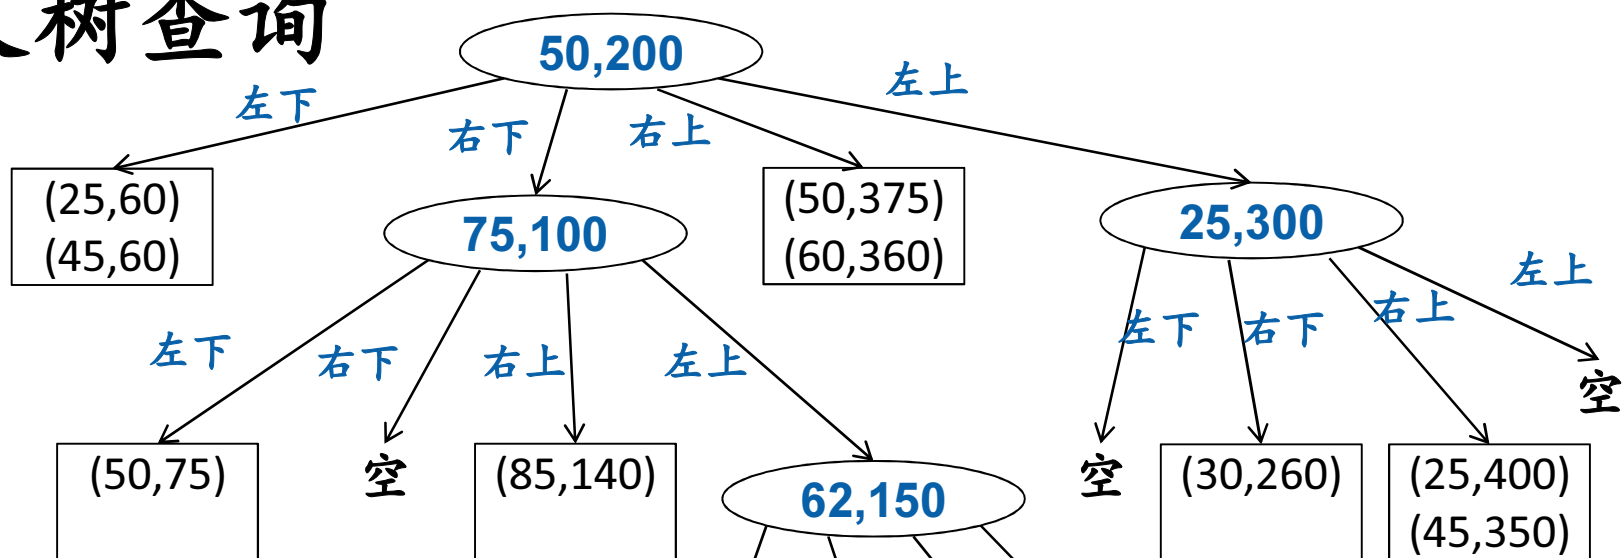 树查询
50,200
左下
右下
右上
左上
(25,60)
(45,60)
75,100
(50,375)
(60,360)
25,300
左下
右下
右上
左上
左下
右下
右上
左上
(50,75)
空
(85,140)
62,150
空
(30,260)
(25,400)
(45,350)
空